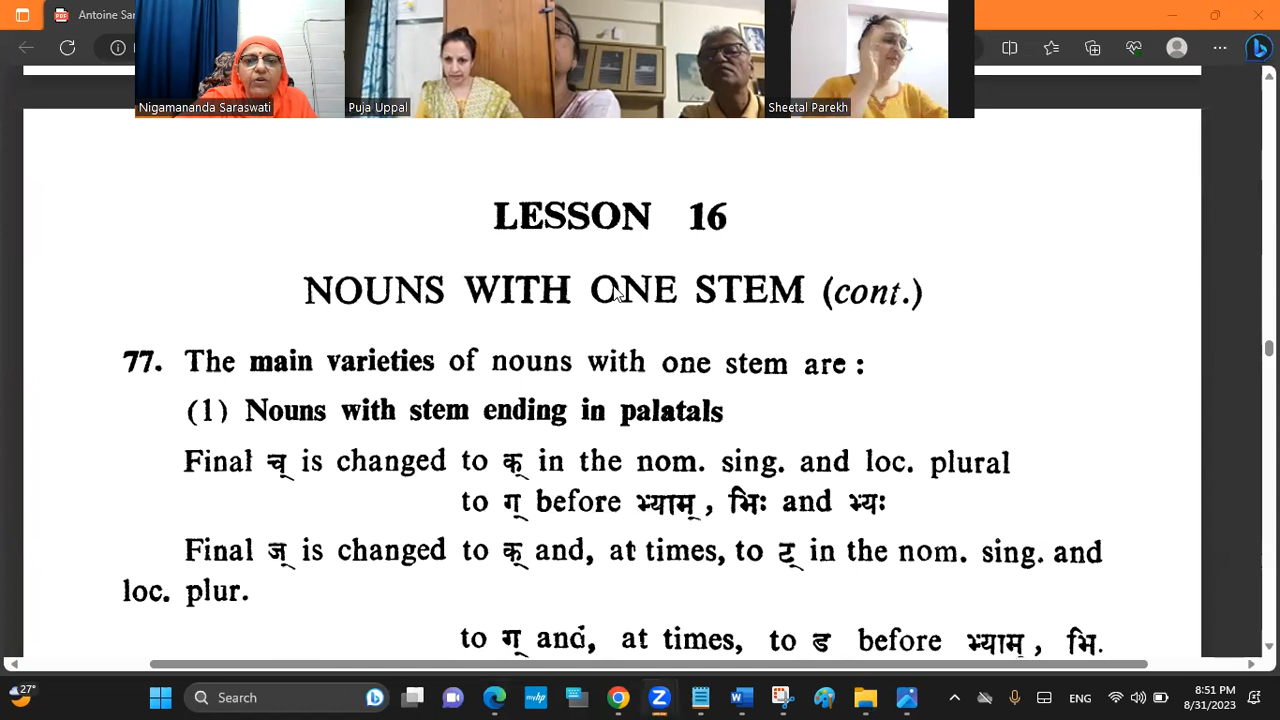 Antoine Sar
Nigamananda Saraswati
Puja Uppal
Sheetal Parekh
LESSON 16
NOUNS WITH ONE STEM (cont.)
77. The main varieties of nouns with one stem are :
(1) Nouns with stem ending in palatals
Final च् is changed to क् in the nom. sing. and loc. plural
to ग् before भ्याम् , भिः and भ्यः
Final ज् is changed to क् and, at times, to ट् in the nom. sing. and
loc. plur.
to ग् and, at times, to ड before भ्याम् , भि.
27°
Search
ENG
8:51 PM
8/31/2023